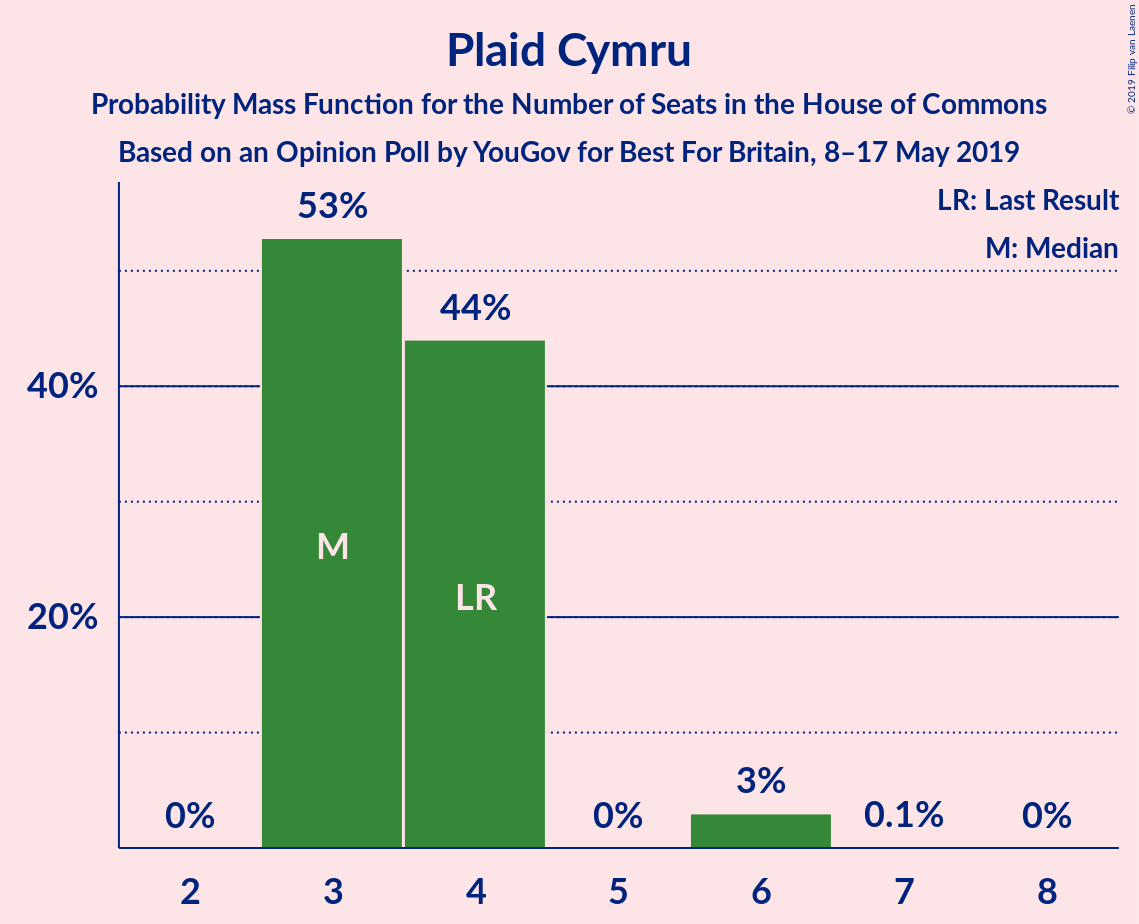 Plaid Cymru
Probability Mass Function for the Number of Seats in the House of Commons
Based on an Opinion Poll by YouGov for Best For Britain, 8–17 May 2019
© 2019 Filip van Laenen
LR: Last Result
M: Median
53%
44%
40%
M
LR
20%
3%
0%
0%
0.1%
0%
2 3 4 5 6 7 8